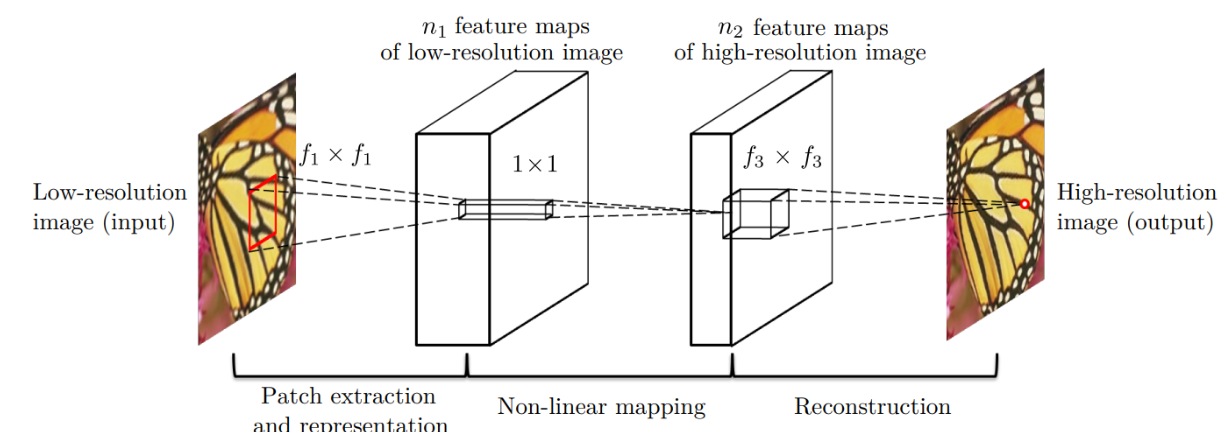 n₁ feature maps
of low-resolution image
n₂ feature maps
of high-resolution image
f₁ × f₁
1×1
f₃ × f₃
Low-resolution
image (input)
High-resolution
image (output)
Patch extraction
and representation
Non-linear mapping
Reconstruction